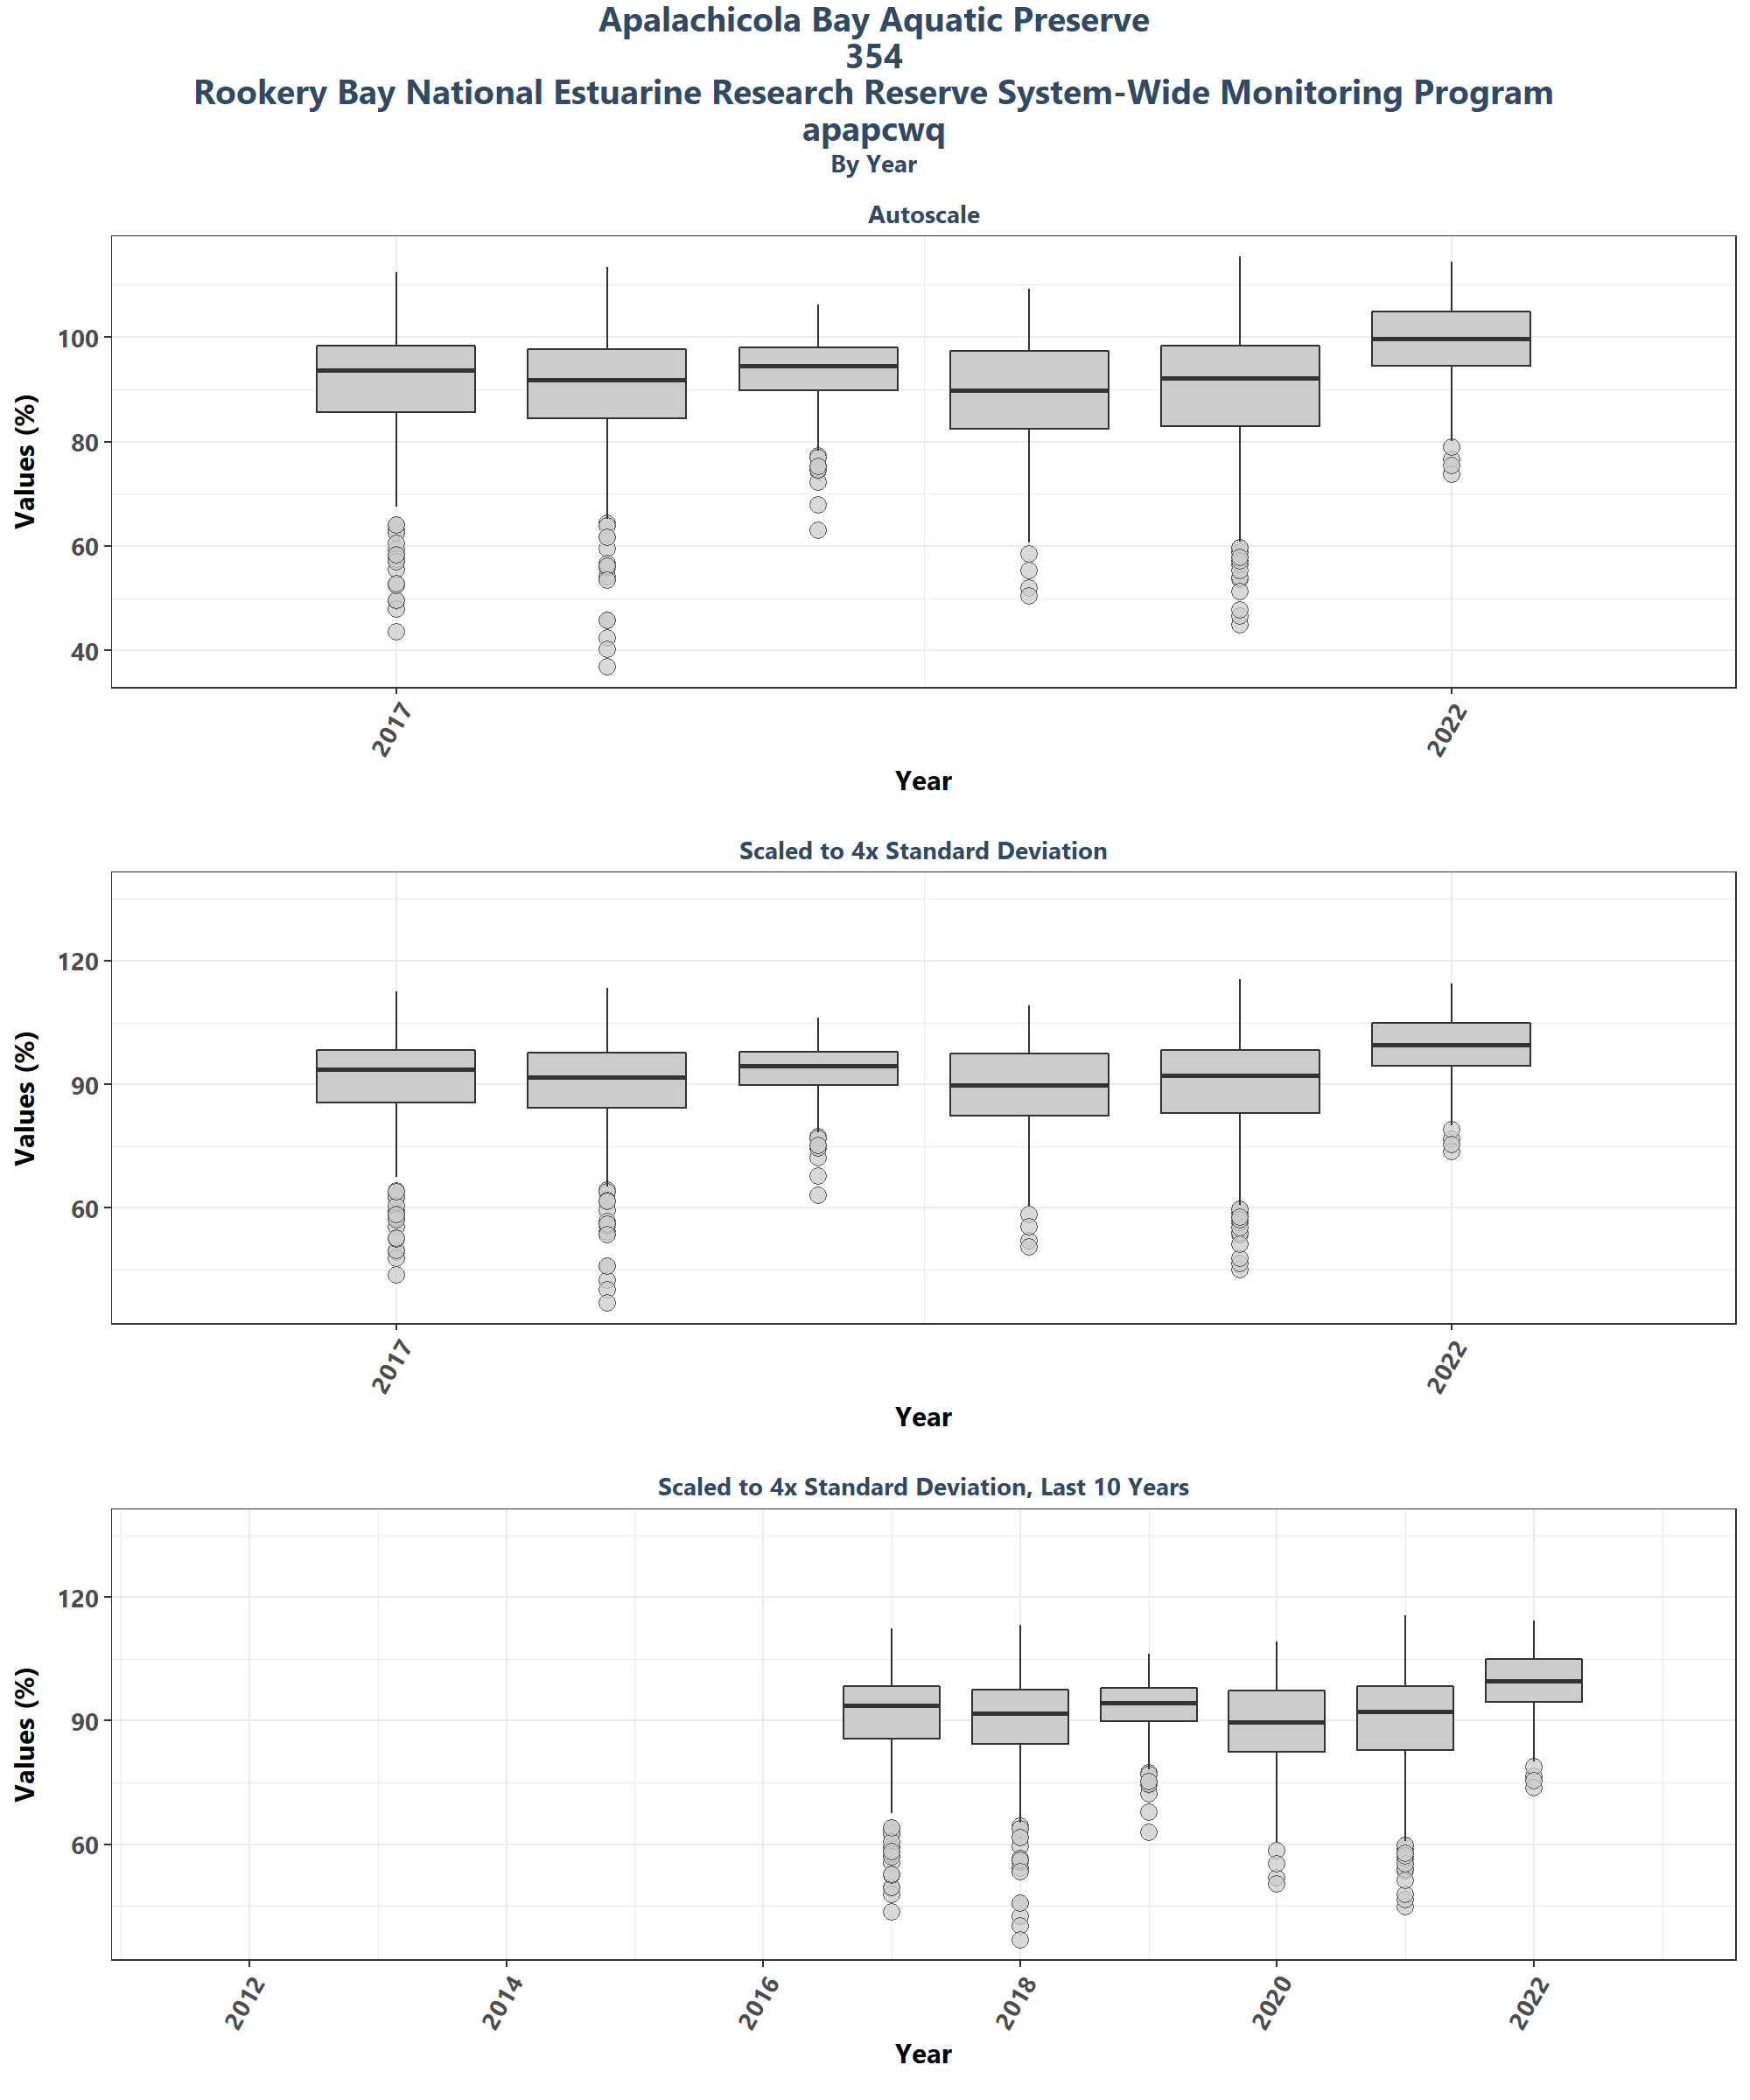 Apalachicola Bay Aquatic Preserve
354
Rookery Bay National Estuarine Research Reserve System-Wide Monitoring Program
apapcwq
By Year
Autoscale
Values (%)
100
80
60
40
2017
2022
Year
Scaled to 4x Standard Deviation
Values (%)
120
90
60
2017
2022
Year
Scaled to 4x Standard Deviation, Last 10 Years
Values (%)
120
90
60
2012
2014
2016
2018
2020
2022
Year